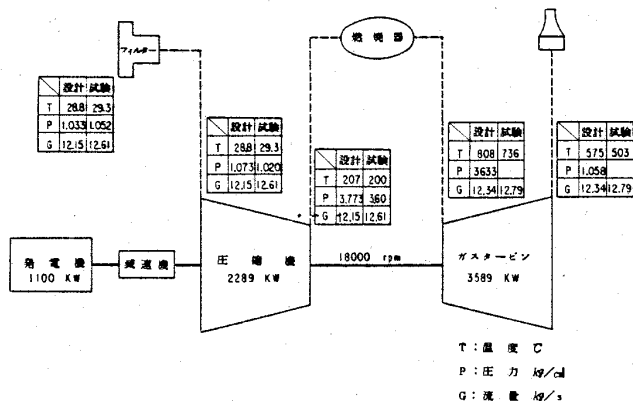 フィルター
燃焼器
設計 試験
T 28.8 29.3
P 1.033 1.052
G 12.15 12.61
設計 試験
T 28.8 29.3
P 1.073 1.020
G 12.15 12.61
設計 試験
T 207 200
P 3.773 3.60
G 12.15 12.61
設計 試験
T 808 736
P 3.633
G 12.34 12.79
設計 試験
T 575 503
P 1.058
G 12.34 12.79
発電機
1100 KW
減速機
圧縮機
2289 KW
18000 rpm
ガスタービン
3589 KW
T : 温度 ℃
P : 圧力 kg/c㎡
G : 流量 kg/s